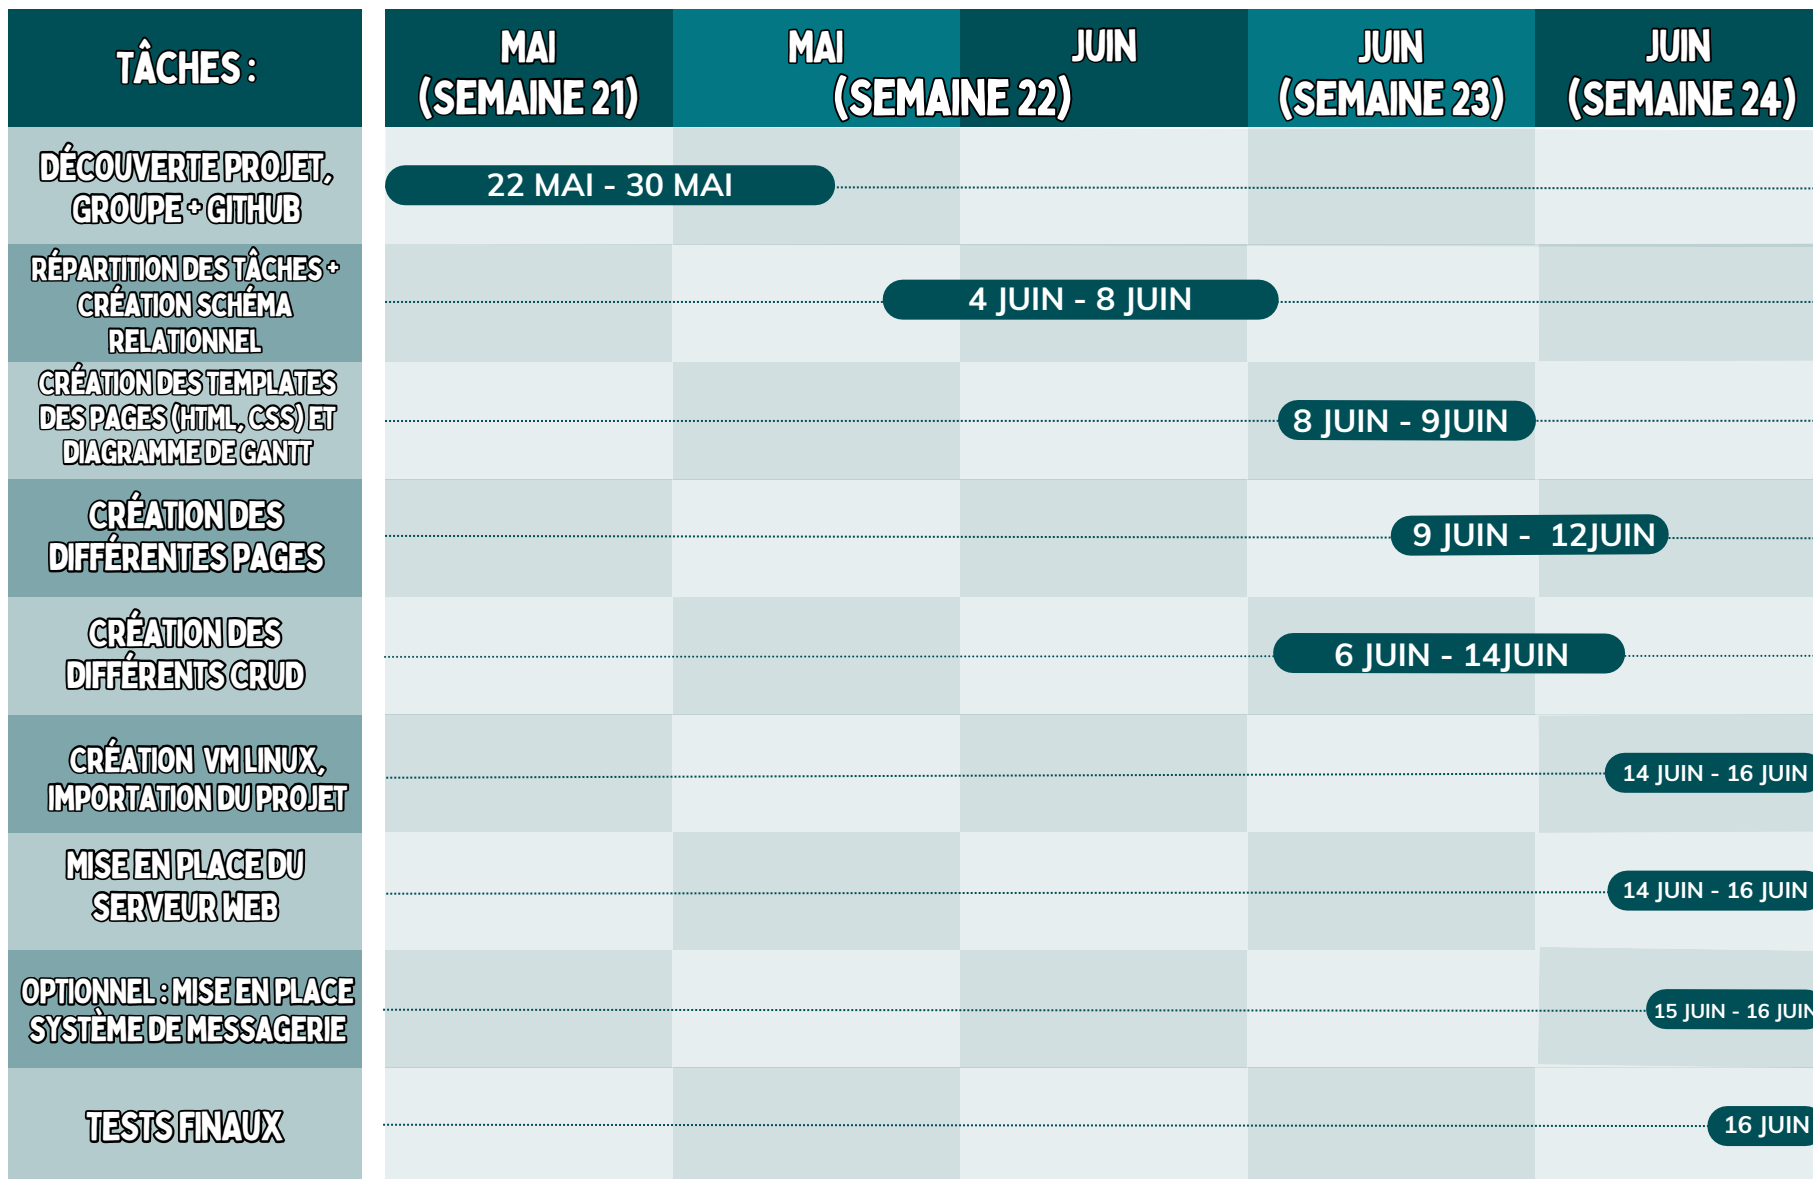 TÂCHES :
MAI
(SEMAINE 21)
MAI JUIN
(SEMAINE 22)
JUIN
(SEMAINE 23)
JUIN
(SEMAINE 24)
DÉCOUVERTE PROJET,
GROUPE + GITHUB
22 MAI - 30 MAI
RÉPARTITION DES TÂCHES +
CRÉATION SCHÉMA
RELATIONNEL
4 JUIN - 8 JUIN
CRÉATION DES TEMPLATES
DES PAGES (HTML, CSS) ET
DIAGRAMME DE GANTT
8 JUIN - 9JUIN
CRÉATION DES
DIFFÉRENTES PAGES
9 JUIN - 12JUIN
CRÉATION DES
DIFFÉRENTS CRUD
6 JUIN - 14JUIN
CRÉATION VM LINUX,
IMPORTATION DU PROJET
14 JUIN - 16 JUIN
MISE EN PLACE DU
SERVEUR WEB
14 JUIN - 16 JUIN
OPTIONNEL : MISE EN PLACE
SYSTÈME DE MESSAGERIE
15 JUIN - 16 JUIN
TESTS FINAUX
16 JUIN